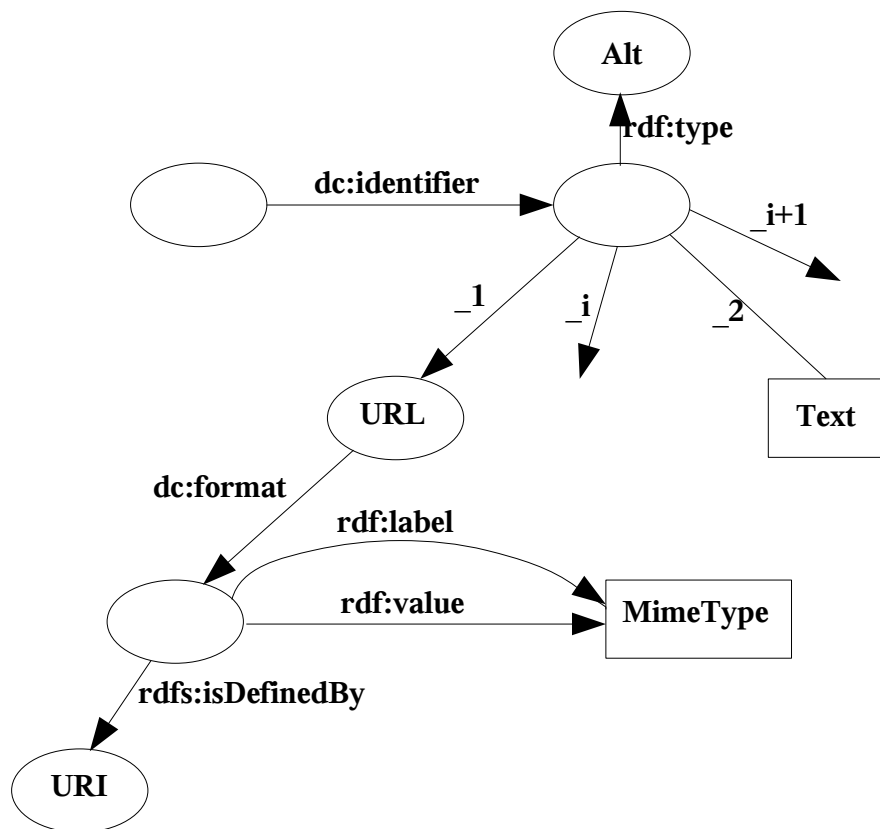 Alt
rdf:type
dc:identifier
_i+1
_1
_i
_2
URL
Text
dc:format
rdf:label
rdf:value
MimeType
rdfs:isDefinedBy
URI